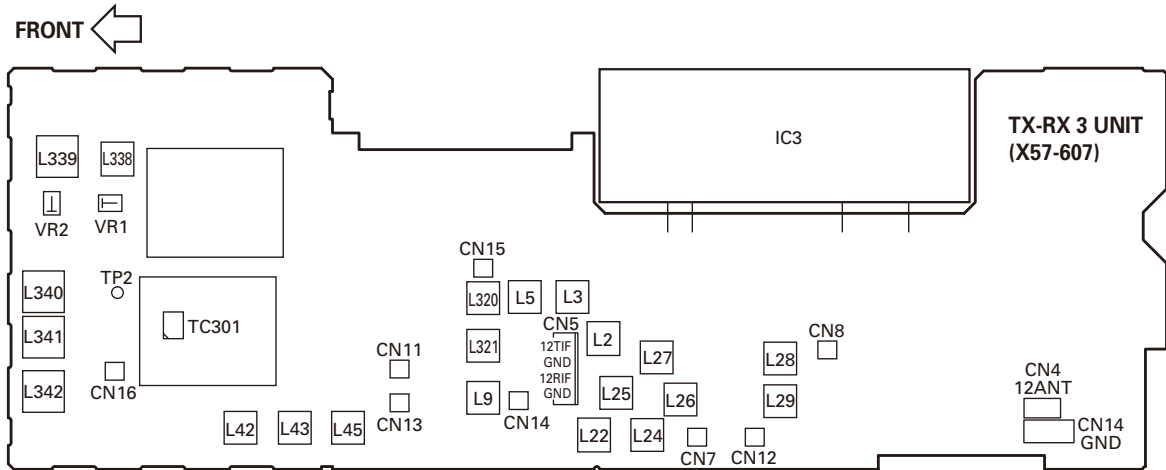 FRONT
TX-RX 3 UNIT
(X57-607)
IC3
L339
L338
VR2
VR1
CN15
TP2
L340
L320
L5
L3
TC301
CN5
L341
L321
12TIF
GND
12RIF
GND
L2
L27
L28
CN8
CN11
CN16
L342
L9
CN14
L25
L26
L29
CN4
12ANT
CN13
L42
L43
L45
L22
L24
CN7
CN12
CN14
GND